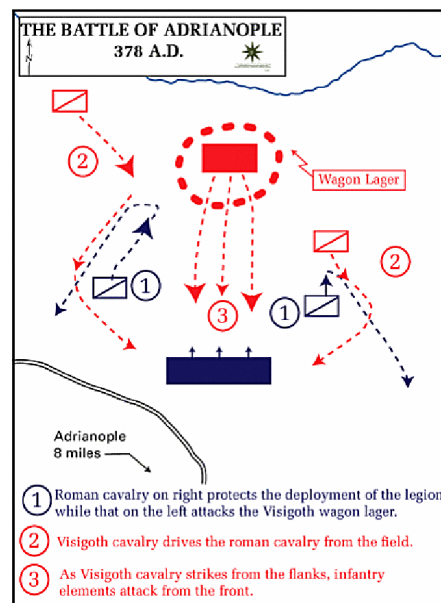 THE BATTLE OF ADRIANOPLE
378 A.D.
N
2
Wagon Lager
2
1
1
3
Adrianople
8 miles
1 Roman cavalry on right protects the deployment of the legion
while that on the left attacks the Visigoth wagon lager.
2 Visigoth cavalry drives the roman cavalry from the field.
3 As Visigoth cavalry strikes from the flanks, infantry
elements attack from the front.